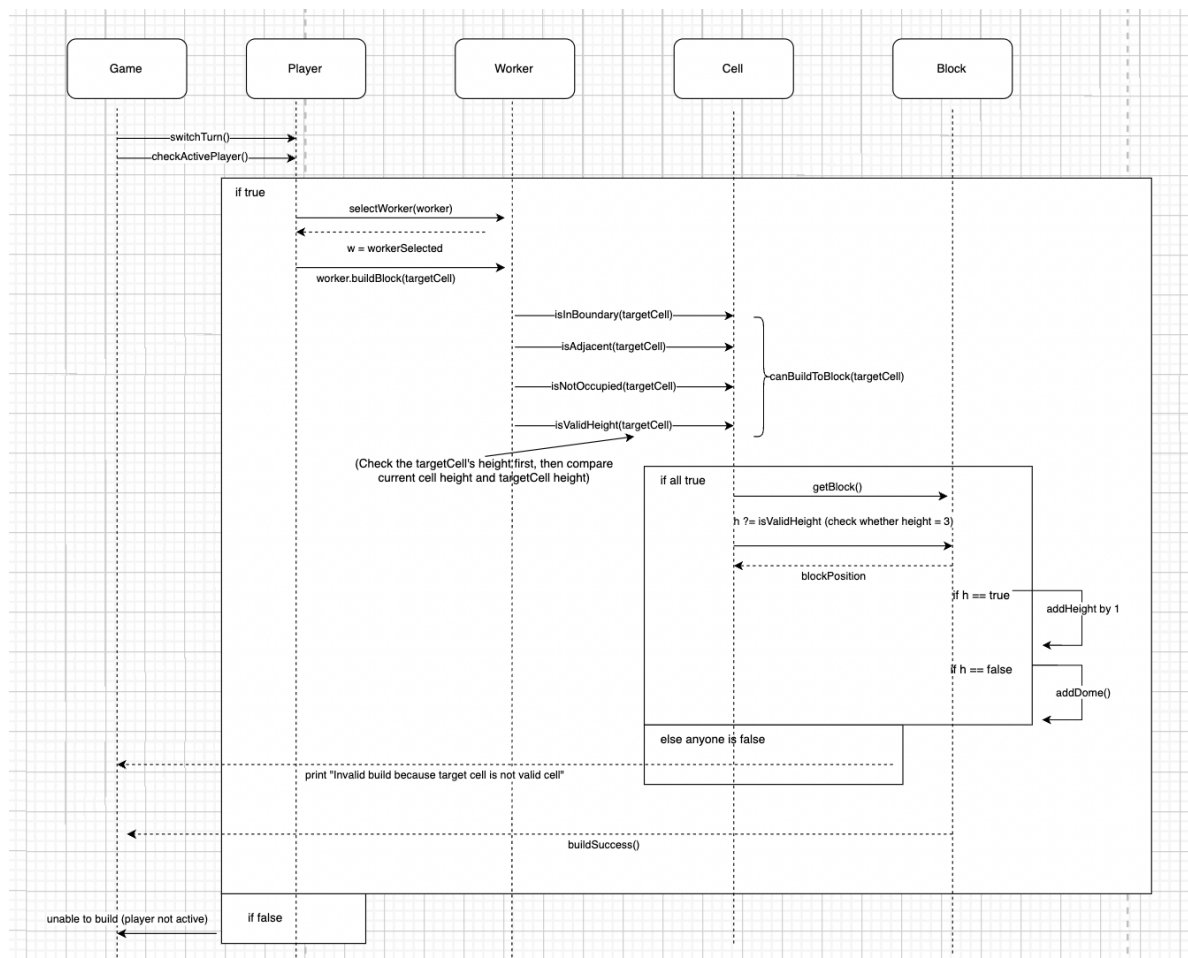 Game
Player
Worker
Cell
Block
switchTurn()
checkActivePlayer()
if true
selectWorker(worker)
w = workerSelected
worker.buildBlock(targetCell)
isInBoundary(targetCell)
isAdjacent(targetCell)
canBuildToBlock(targetCell)
isNotOccupied(targetCell)
isValidHeight(targetCell)
(Check the targetCell's height first, then compare
current cell height and targetCell height)
if all true
getBlock()
h ?= isValidHeight (check whether height = 3)
blockPosition
if h == true
addHeight by 1
if h == false
addDome()
else anyone is false
print "Invalid build because target cell is not valid cell"
buildSuccess()
unable to build (player not active)
if false